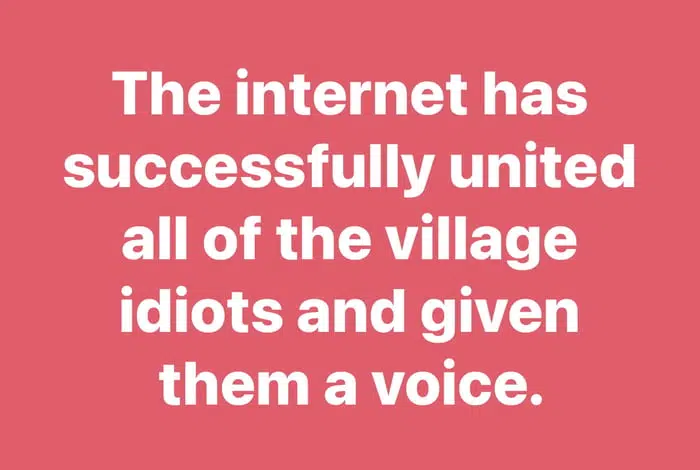 The internet has
successfully united
all of the village
idiots and given
them a voice.